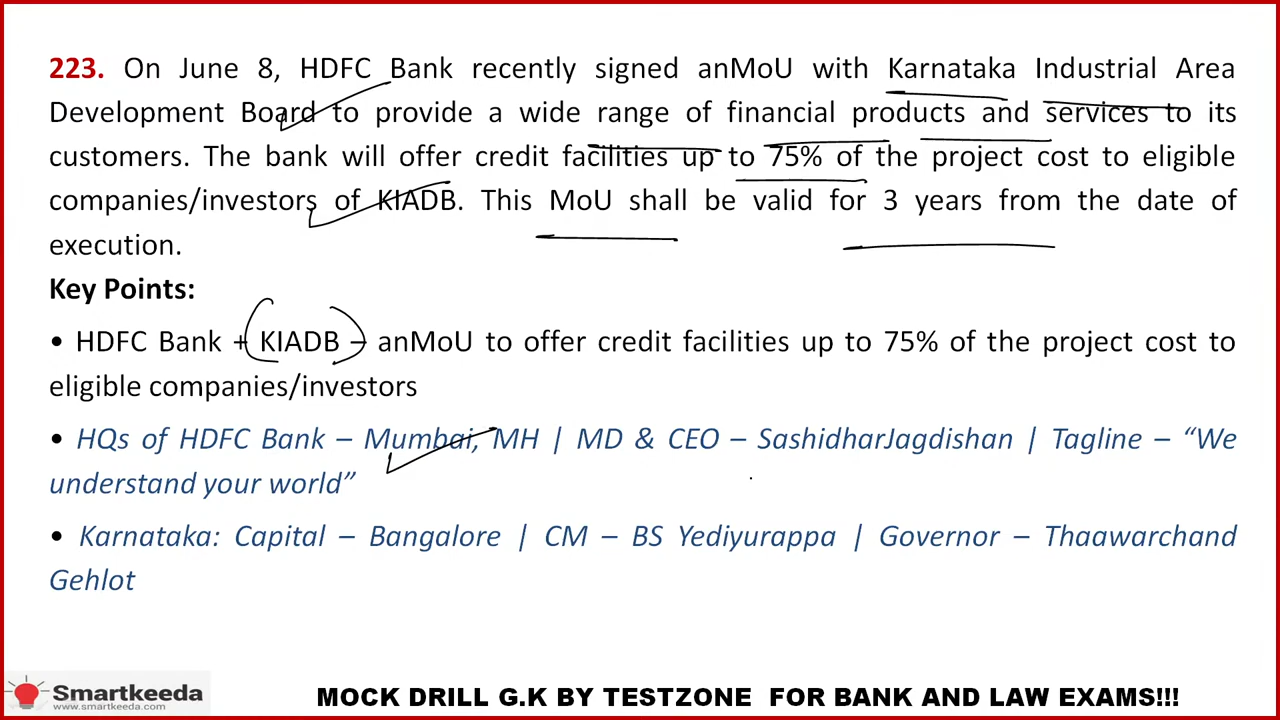 223. On June 8, HDFC Bank recently signed anMoU with Karnataka Industrial Area
Development Board to provide a wide range of financial products and services to its
customers. The bank will offer credit facilities up to 75% of the project cost to eligible
companies/investors of KIADB. This MoU shall be valid for 3 years from the date of
execution.
Key Points:
• HDFC Bank + KIADB – anMoU to offer credit facilities up to 75% of the project cost to
eligible companies/investors
• HQs of HDFC Bank – Mumbai, MH | MD & CEO – SashidharJagdishan | Tagline – “We
understand your world”
• Karnataka: Capital – Bangalore | CM – BS Yediyurappa | Governor – Thaawarchand
Gehlot
Smartkeeda
www.smartkeeda.com
MOCK DRILL G.K BY TESTZONE FOR BANK AND LAW EXAMS!!!